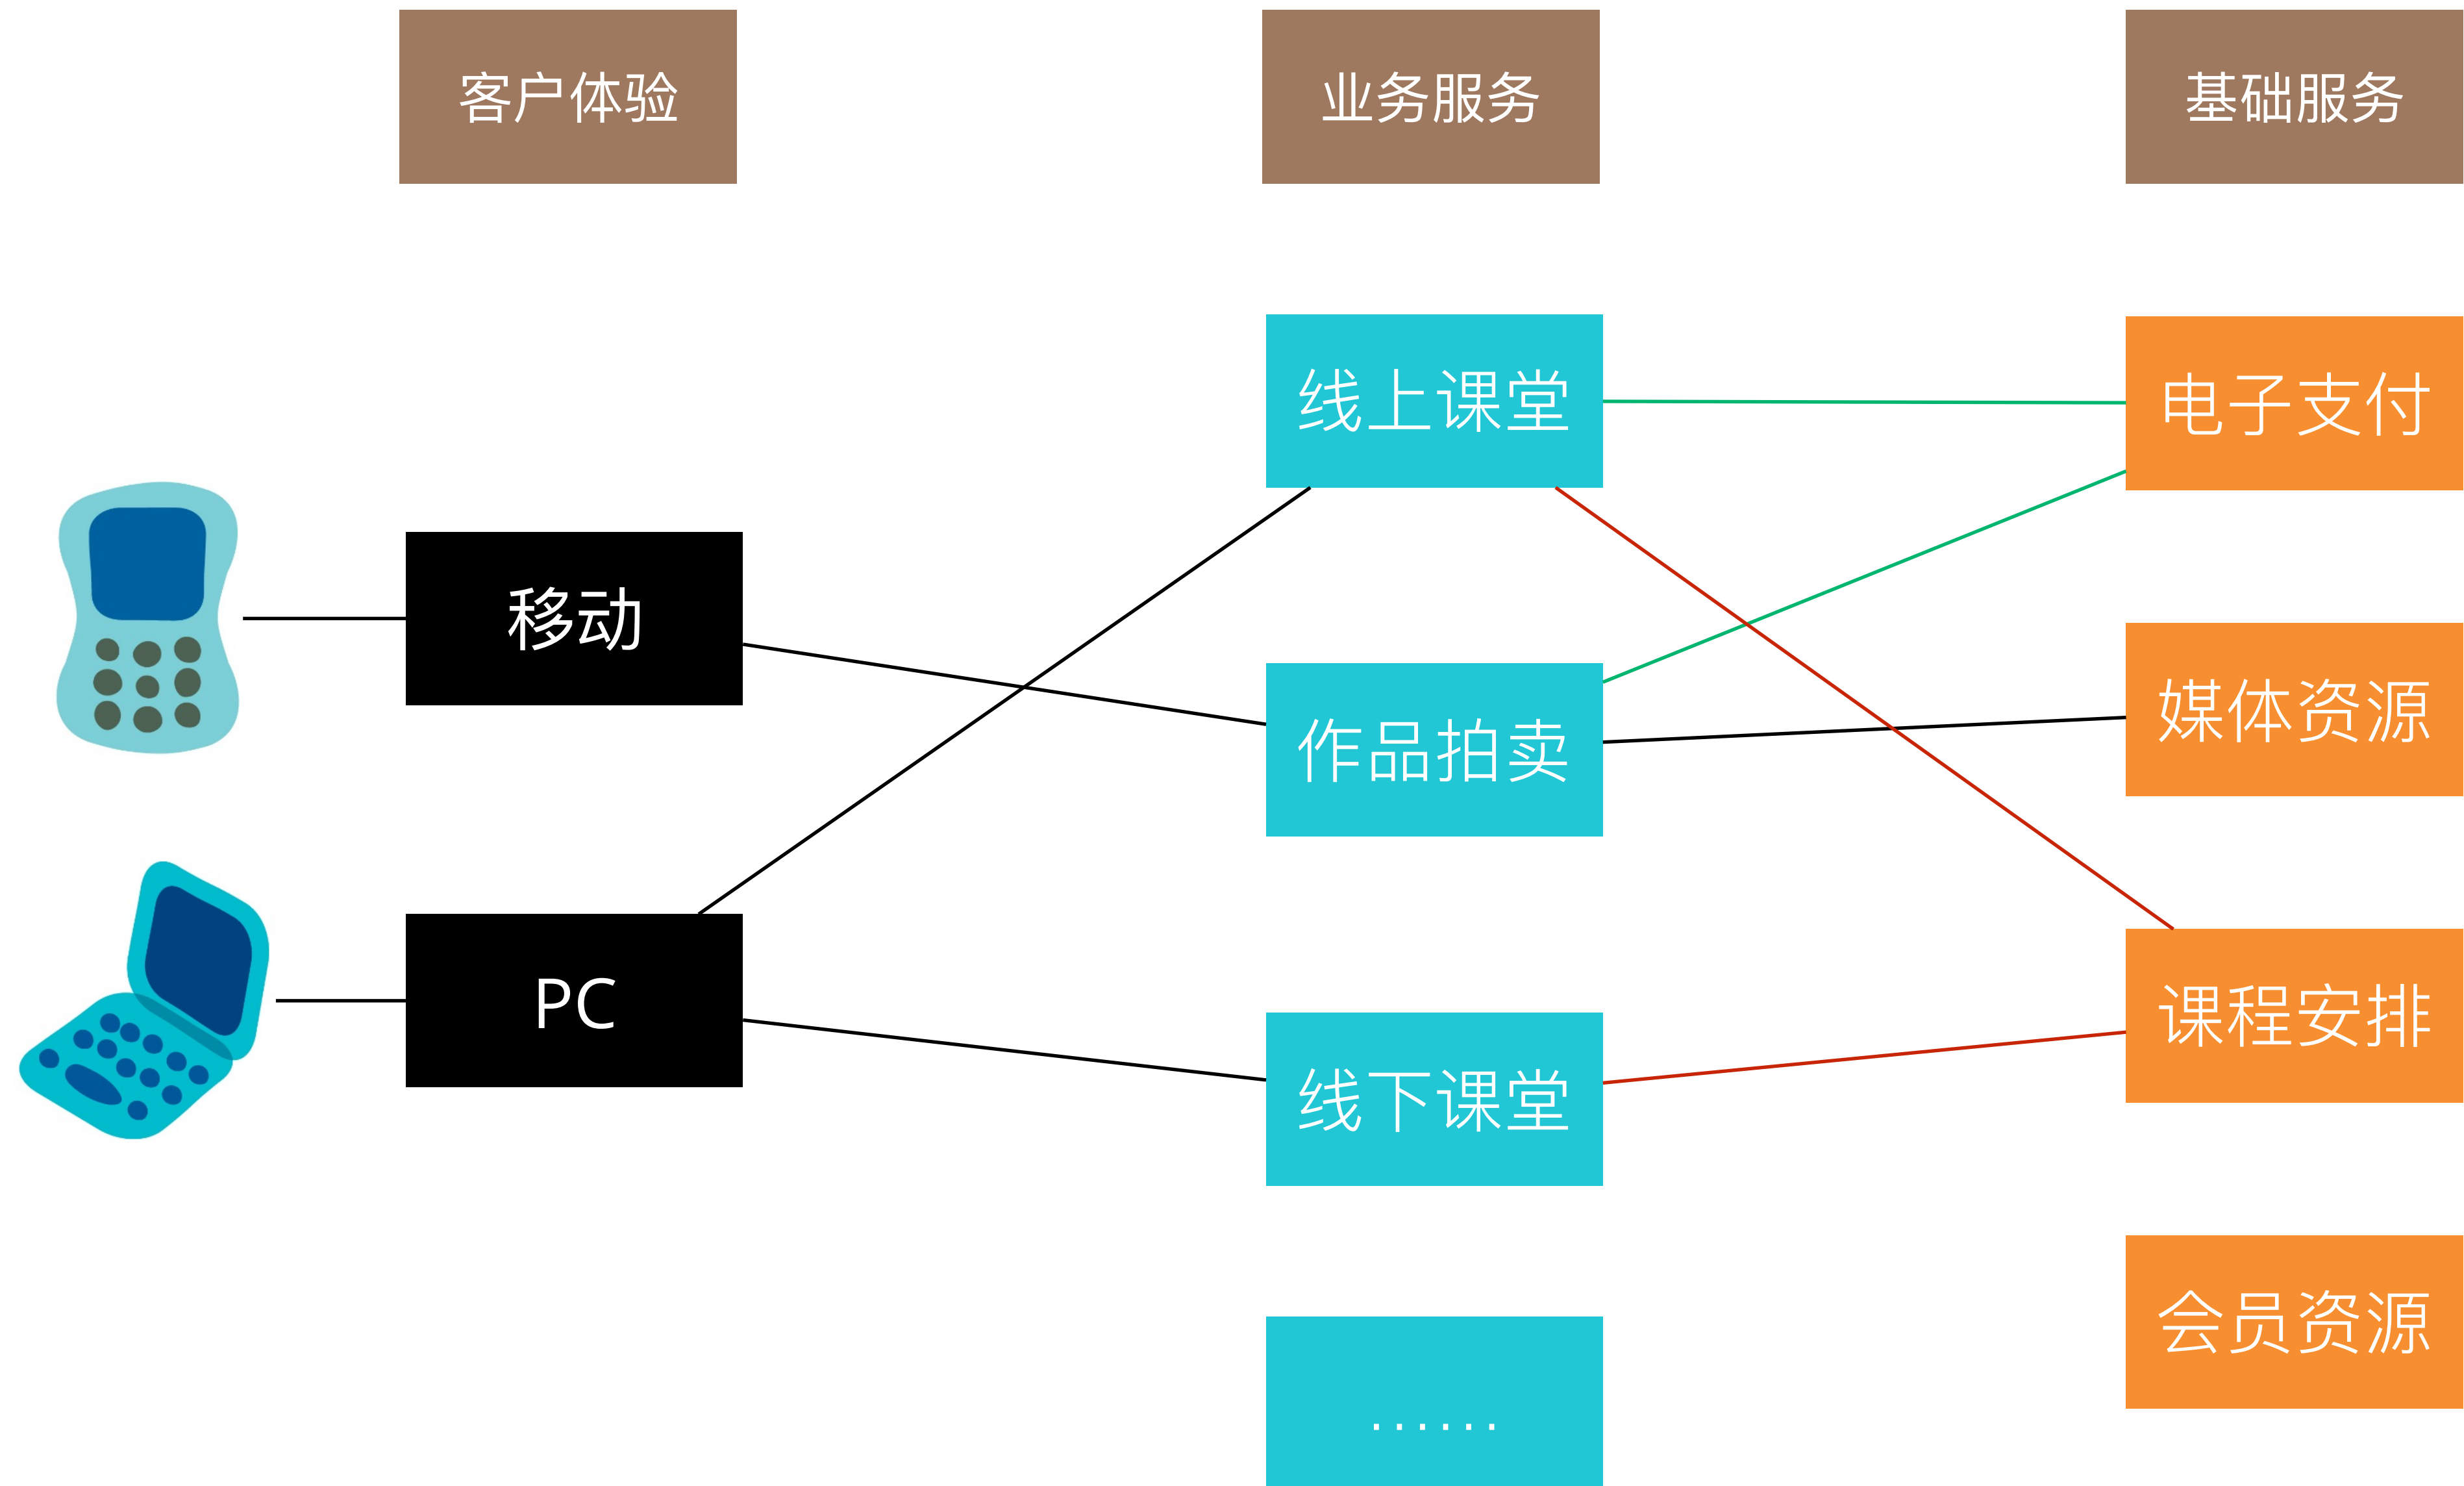 客户体验
业务服务
基础服务
线上课堂
电子支付
移动
媒体资源
作品拍卖
PC
课程安排
线下课堂
会员资源
......